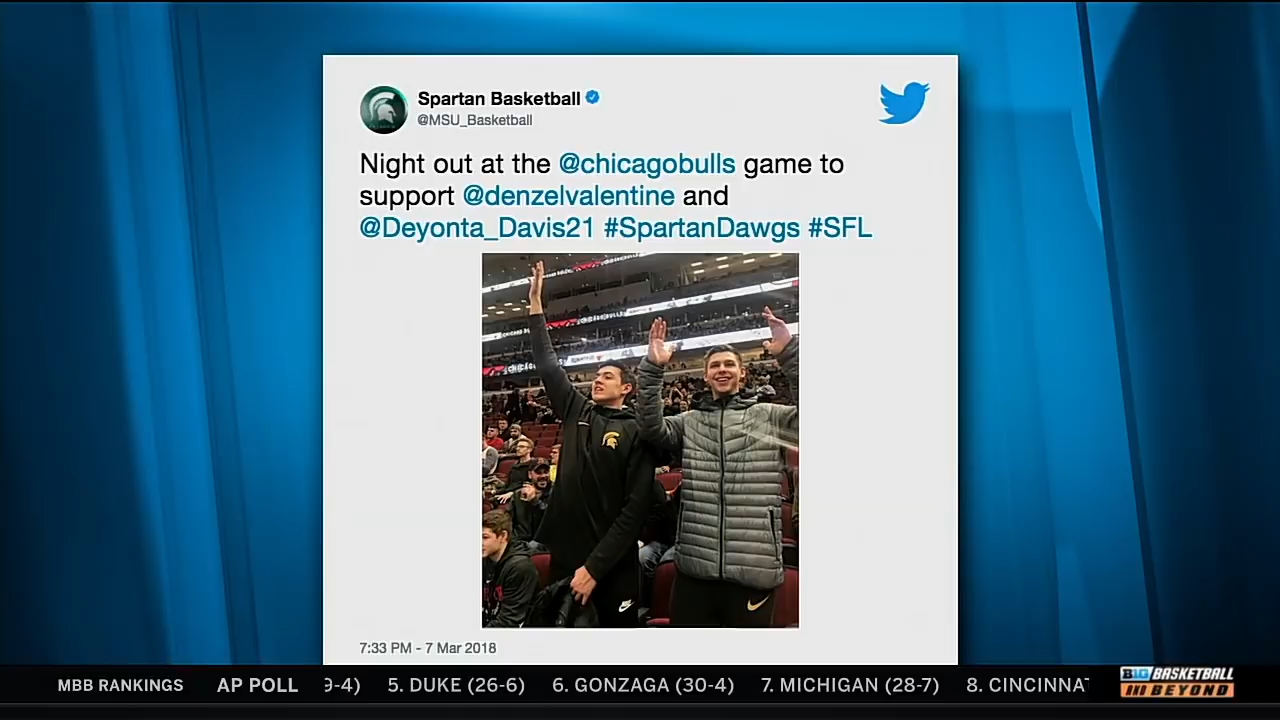 Spartan Basketball
@MSU_Basketball
Night out at the @chicagobulls game to
support @denzelvalentine and
@Deyonta_Davis21 #SpartanDawgs #SFL
7:33 PM - 7 Mar 2018
MBB RANKINGS AP POLL 9-4) 5. DUKE (26-6) 6. GONZAGA (30-4) 7. MICHIGAN (28-7) 8. CINCINNAT
B1G BASKETBALL
AND BEYOND